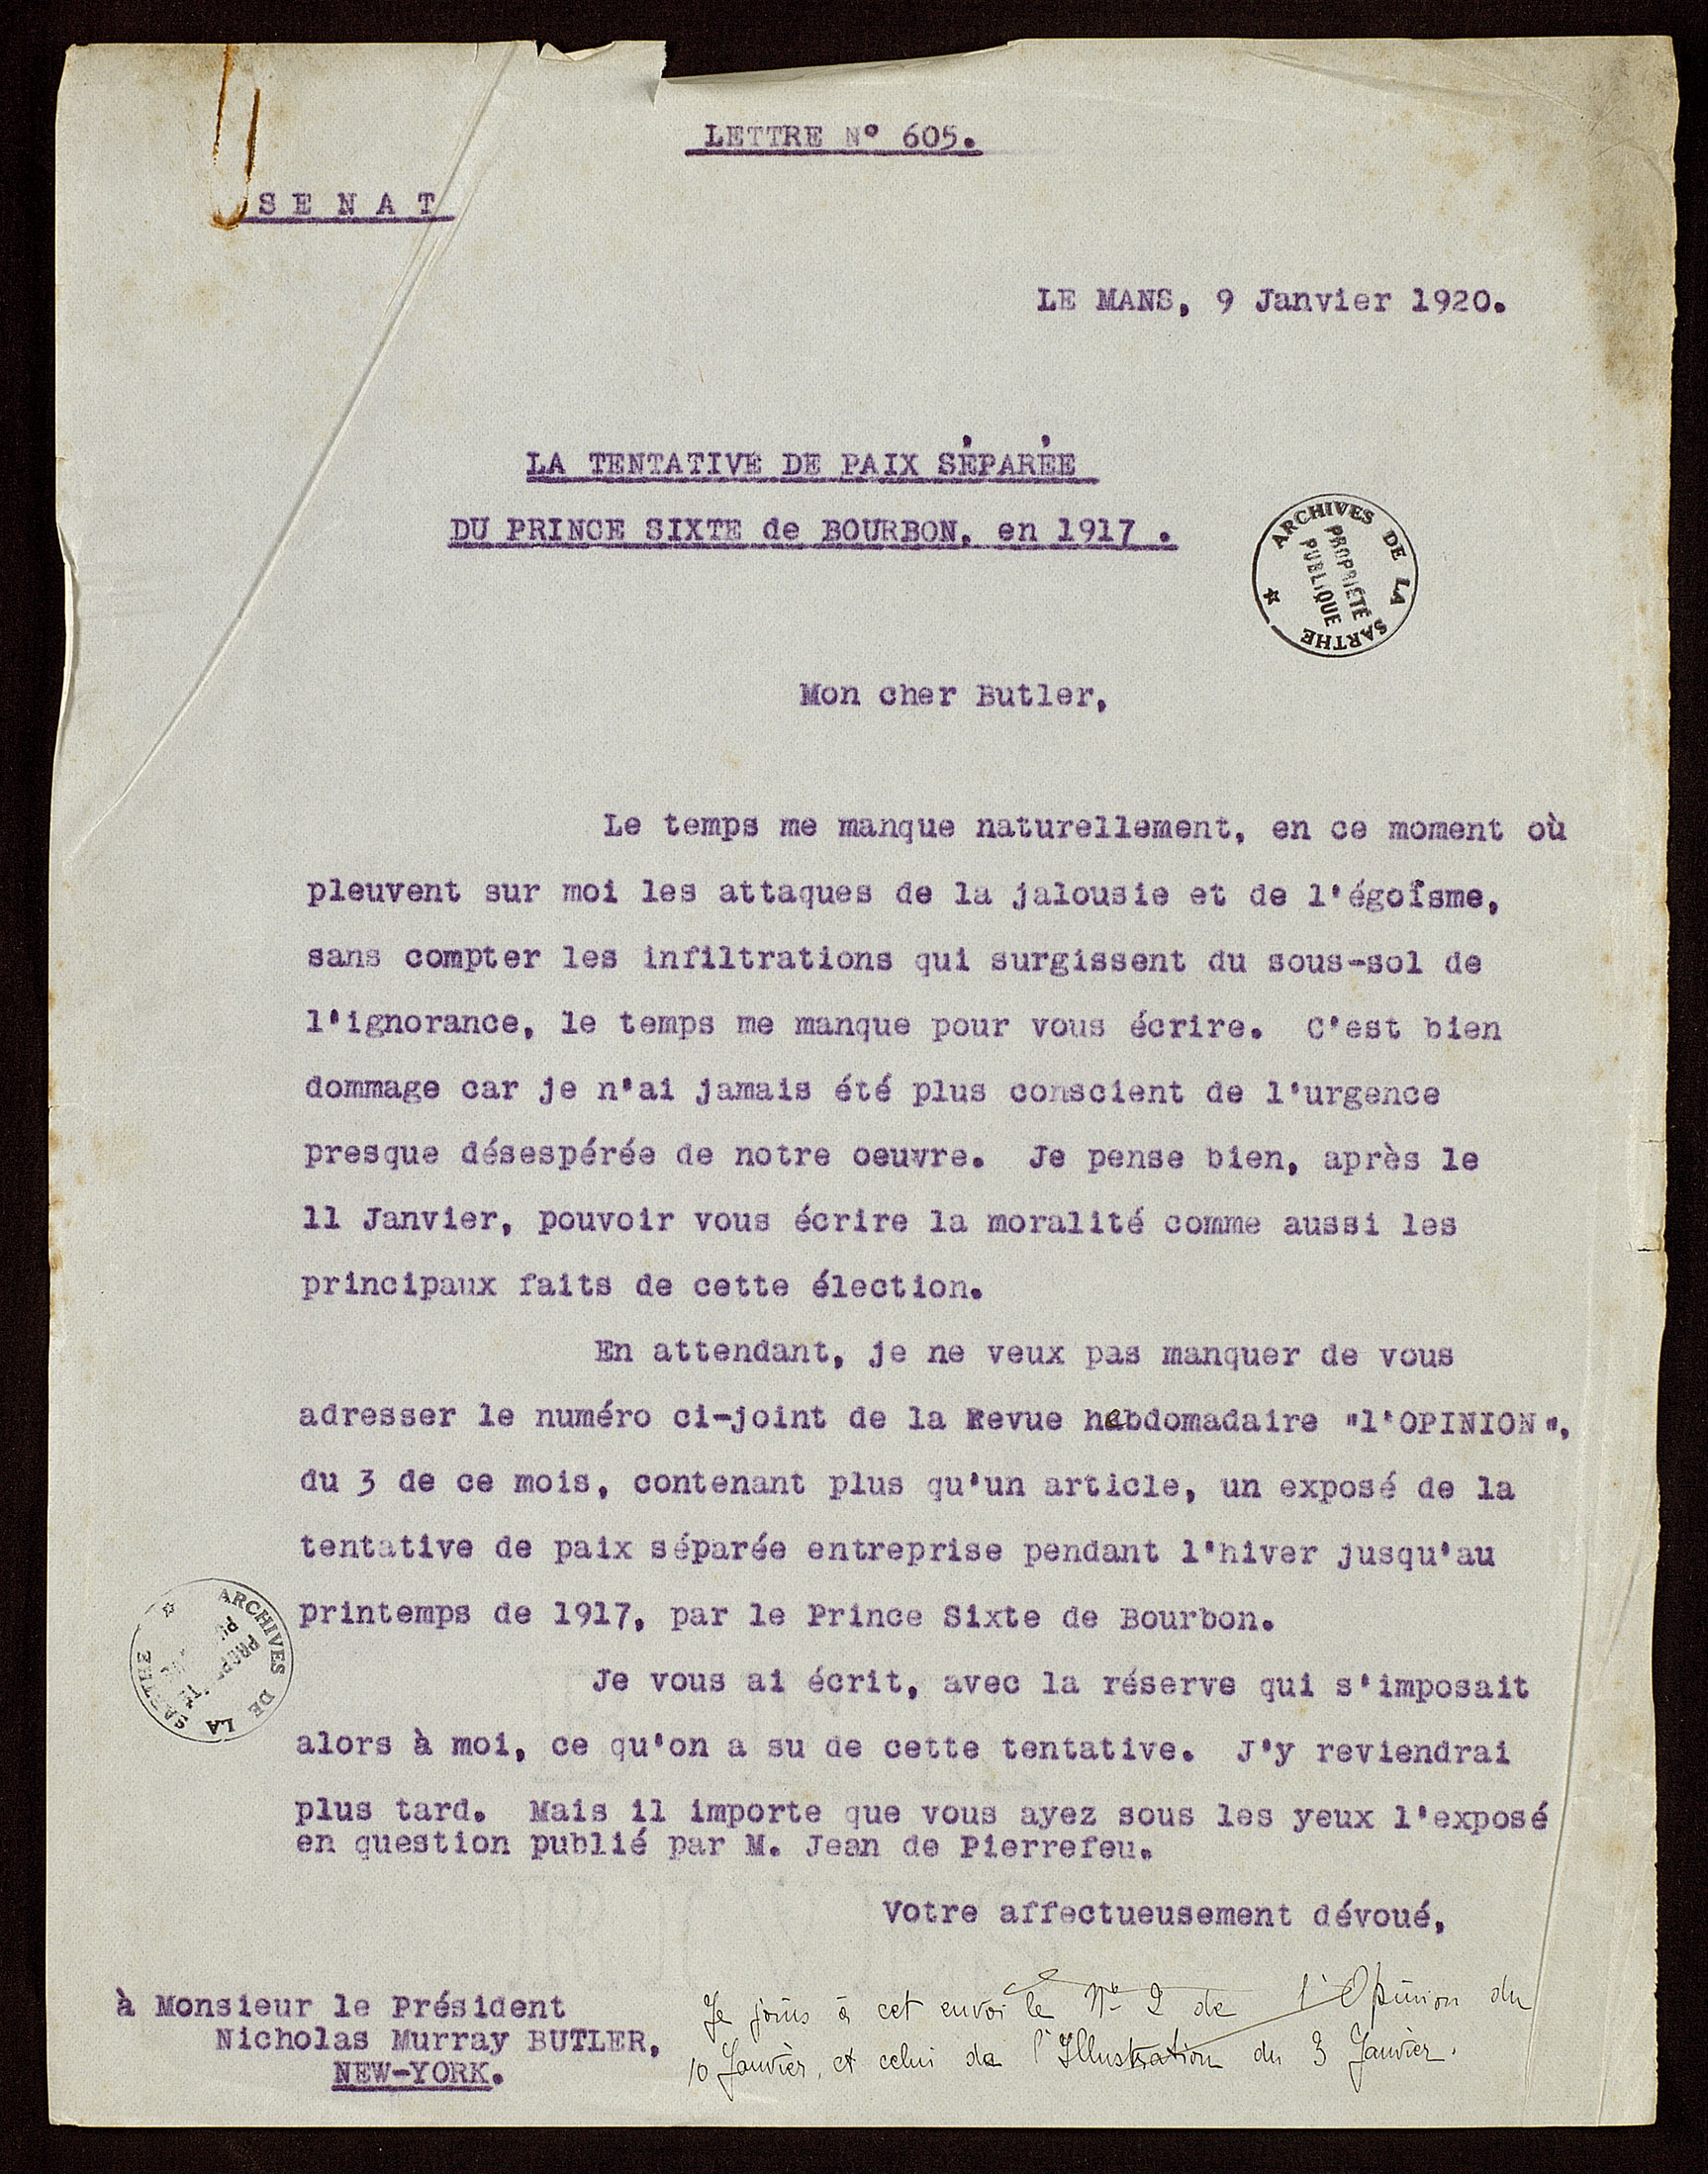 LETTRE N° 605.
SENAT
LE MANS, 9 Janvier 1920.
LA TENTATIVE DE PAIX SÉPARÉE
DU PRINCE SIXTE de BOURBON, en 1917 .
ARCHIVES DE LA SARTHE
PROPRIÉTÉ
PUBLIQUE
Mon cher Butler,
Le temps me manque naturellement, en ce moment où
pleuvent sur moi les attaques de la jalousie et de l'égoïsme,
sans compter les infiltrations qui surgissent du sous-sol de
l'ignorance, le temps me manque pour vous écrire. C'est bien
dommage car je n'ai jamais été plus conscient de l'urgence
presque désespérée de notre oeuvre. Je pense bien, après le
11 Janvier, pouvoir vous écrire la moralité comme aussi les
principaux faits de cette élection.
En attendant, je ne veux pas manquer de vous
adresser le numéro ci-joint de la Revue hebdomadaire "l'OPINION",
du 3 de ce mois, contenant plus qu'un article, un exposé de la
tentative de paix séparée entreprise pendant l'hiver jusqu'au
printemps de 1917, par le Prince Sixte de Bourbon.
Je vous ai écrit, avec la réserve qui s'imposait
alors à moi, ce qu'on a su de cette tentative. J'y reviendrai
plus tard. Mais il importe que vous ayez sous les yeux l'exposé
en question publié par M. Jean de Pierrefeu.
ARCHIVES DE LA SARTHE
Votre affectueusement dévoué,
à Monsieur le Président
Nicholas Murray BUTLER,
NEW-YORK.
Je joins à cet envoi le N° 2 de l'Opinion du
10 Janvier, et celui de l'Illustration du 3 Janvier.